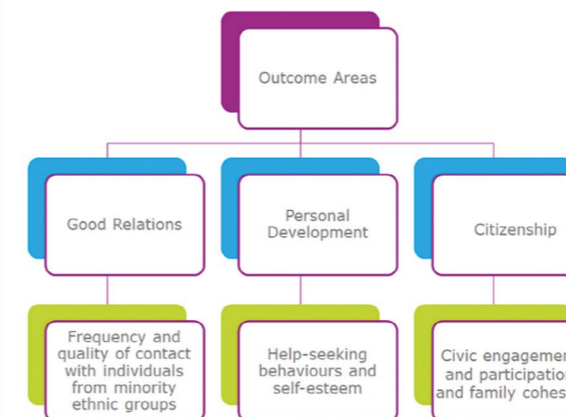 Outcome Areas
Good Relations
Personal
Development
Citizenship
Frequency and
quality of contact
with individuals
from minority
ethnic groups
Help-seeking
behaviours and
self-esteem
Civic
and
and family